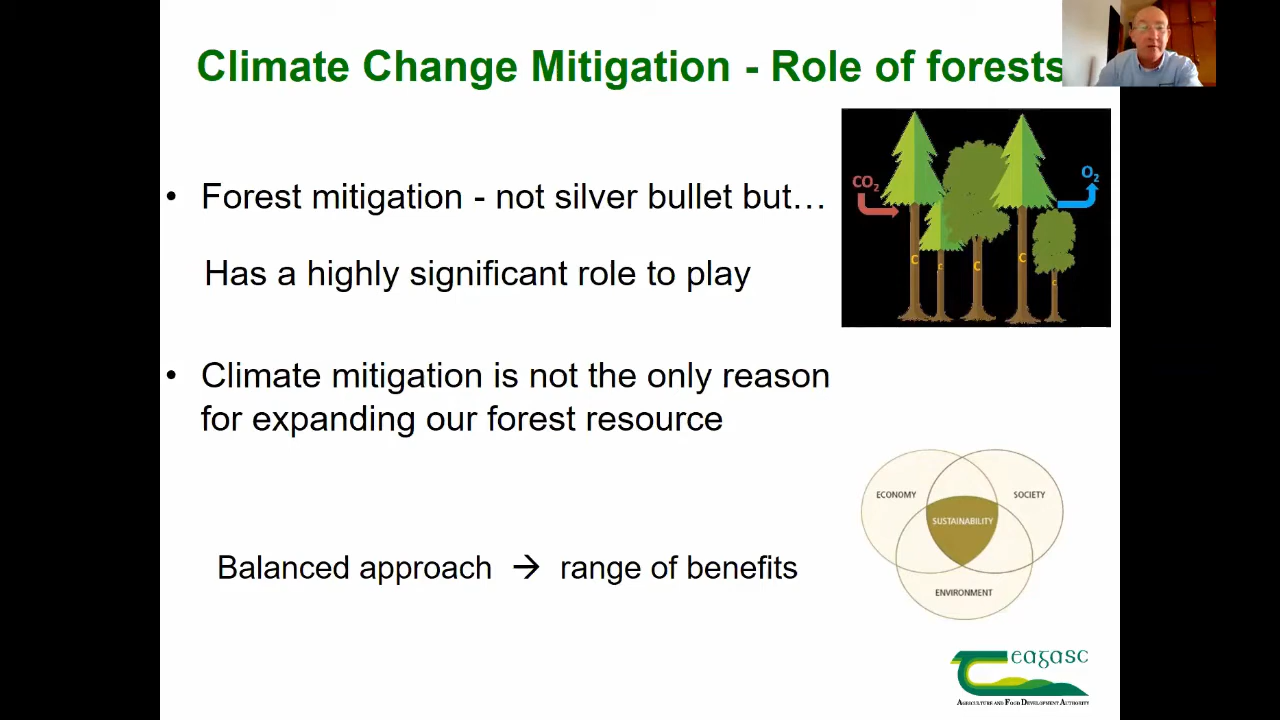 Climate Change Mitigation - Role of forests
• Forest mitigation - not silver bullet but…
Has a highly significant role to play
CO2
O2
C
C
C
C
C
• Climate mitigation is not the only reason
for expanding our forest resource
ECONOMY
SOCIETY
SUSTAINABILITY
ENVIRONMENT
Balanced approach → range of benefits
teagasc
AGRICULTURE AND FOOD DEVELOPMENT AUTHORITY